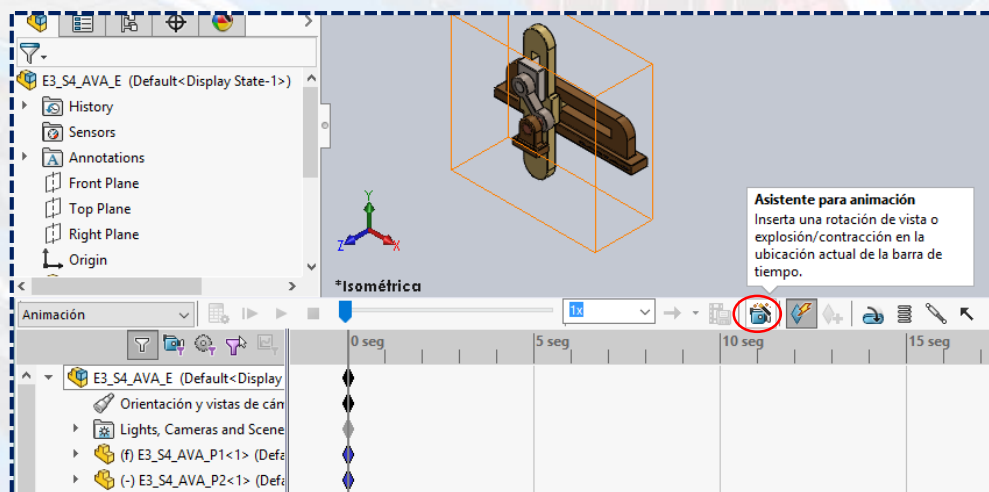 E3_S4_AVA_E (Default<Display State-1>)
History
Sensors
A Annotations
Front Plane
Top Plane
Right Plane
Origin
Y
Z X
*Isométrica
Asistente para animación
Inserta una rotación de vista o
explosión/contracción en la
ubicación actual de la barra de
tiempo.
Animación
1x
0 seg 5 seg 10 seg 15 seg
E3_S4_AVA_E (Default<Display
Orientación y vistas de cám
Lights, Cameras and Scene
(f) E3_S4_AVA_P1<1> (Defa
(-) E3_S4_AVA_P2<1> (Defa